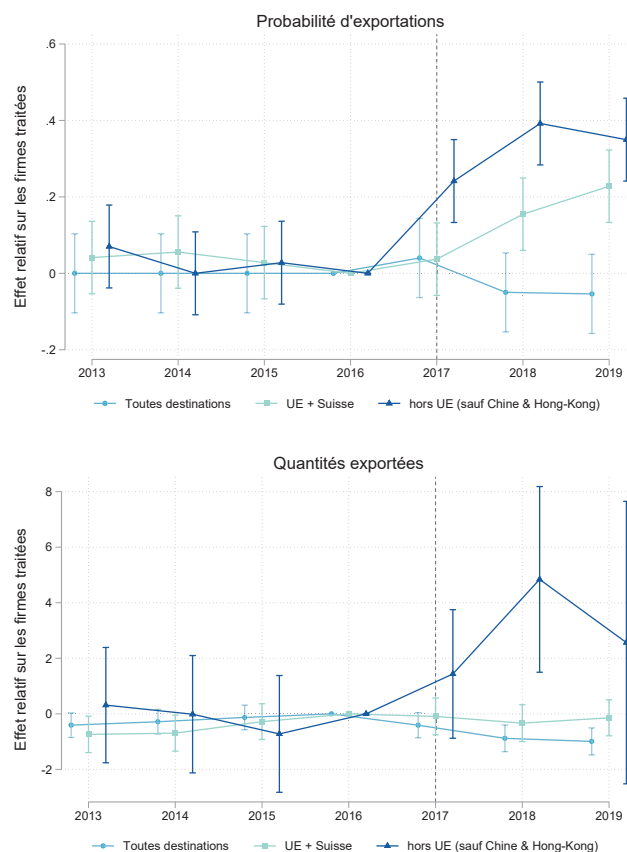 Probabilité d'exportations
Effet relatif sur les firmes traitées
.6
.4
.2
0
-.2
2013 2014 2015 2016 2017 2018 2019
Toutes destinations UE + Suisse hors UE (sauf Chine & Hong-Kong)
Quantités exportées
Effet relatif sur les firmes traitées
8
6
4
2
0
-2
2013 2014 2015 2016 2017 2018 2019
Toutes destinations UE + Suisse hors UE (sauf Chine & Hong-Kong)